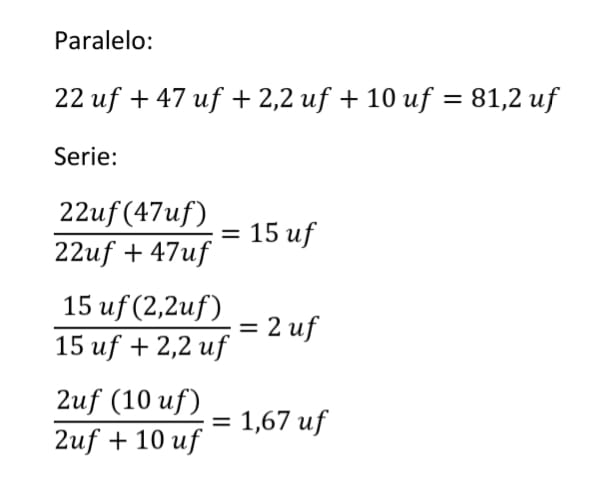 Paralelo:
22 uf + 47 uf + 2,2 uf + 10 uf = 81,2 uf
Serie:
22uf(47uf)
22uf + 47uf
= 15 uf
15 uf(2,2uf)
15 uf + 2,2 uf
= 2 uf
2uf (10 uf)
2uf + 10 uf
= 1,67 uf